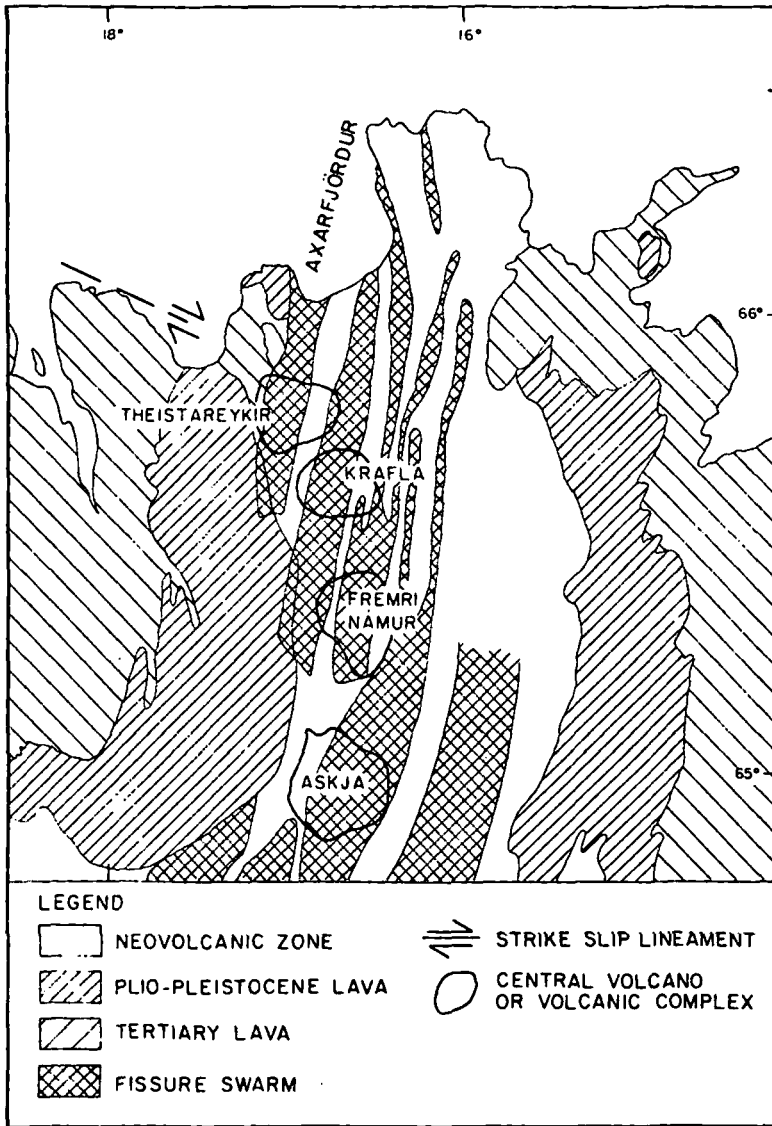 18°
16°
AXARFJÖRDUR
66°
THEISTAREYKIR
KRAFLA
FREMRI
NAMUR
65°
ASKJA
LEGEND
NEOVOLCANIC ZONE
PLIO-PLEISTOCENE LAVA
TERTIARY LAVA
FISSURE SWARM
STRIKE SLIP LINEAMENT
CENTRAL VOLCANO
OR VOLCANIC COMPLEX